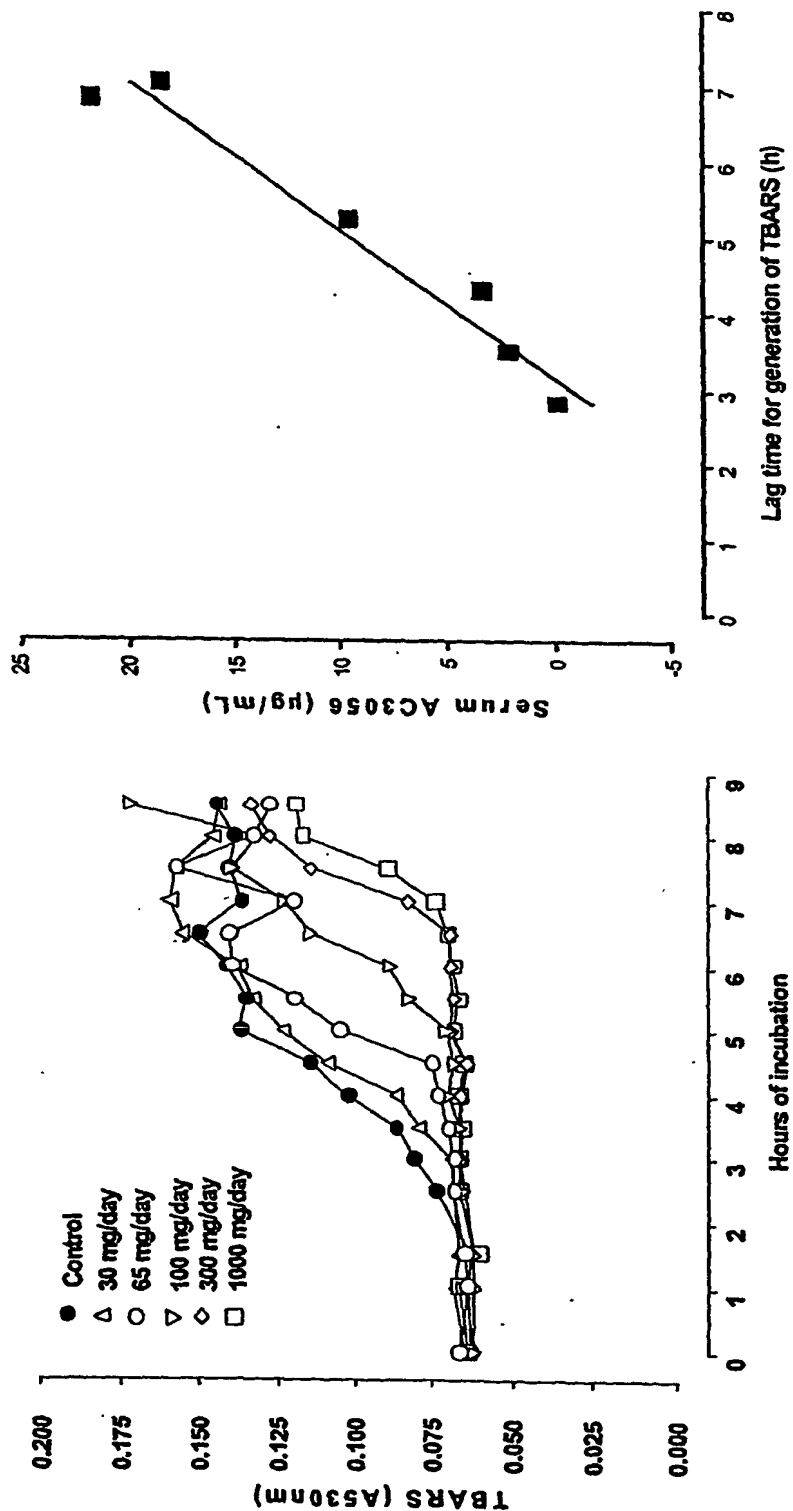 TBARS (A530nm)
0.200
0.175
0.150
0.125
0.100
0.075
0.050
0.025
0.000
Control
30 mg/day
65 mg/day
100 mg/day
300 mg/day
1000 mg/day
0 1 2 3 4 5 6 7 8 9
Hours of incubation
Serum AC3056 (µg/mL)
25
20
15
10
5
0
-5
0 1 2 3 4 5 6 7 8
Lag time for generation of TBARS (h)